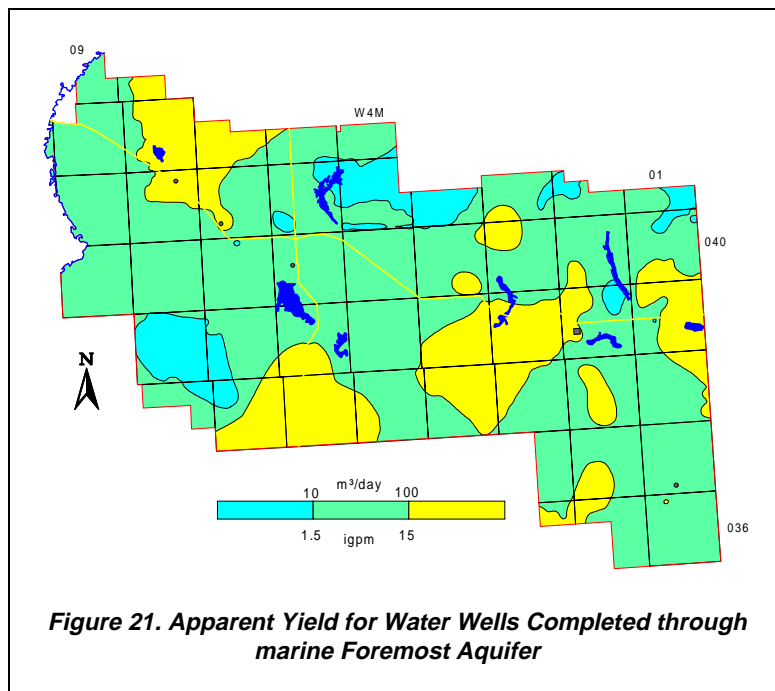 09
W4M
01
040
N
10 m³/day 100
1.5 igpm 15
036
Figure 21. Apparent Yield for Water Wells Completed through
marine Foremost Aquifer